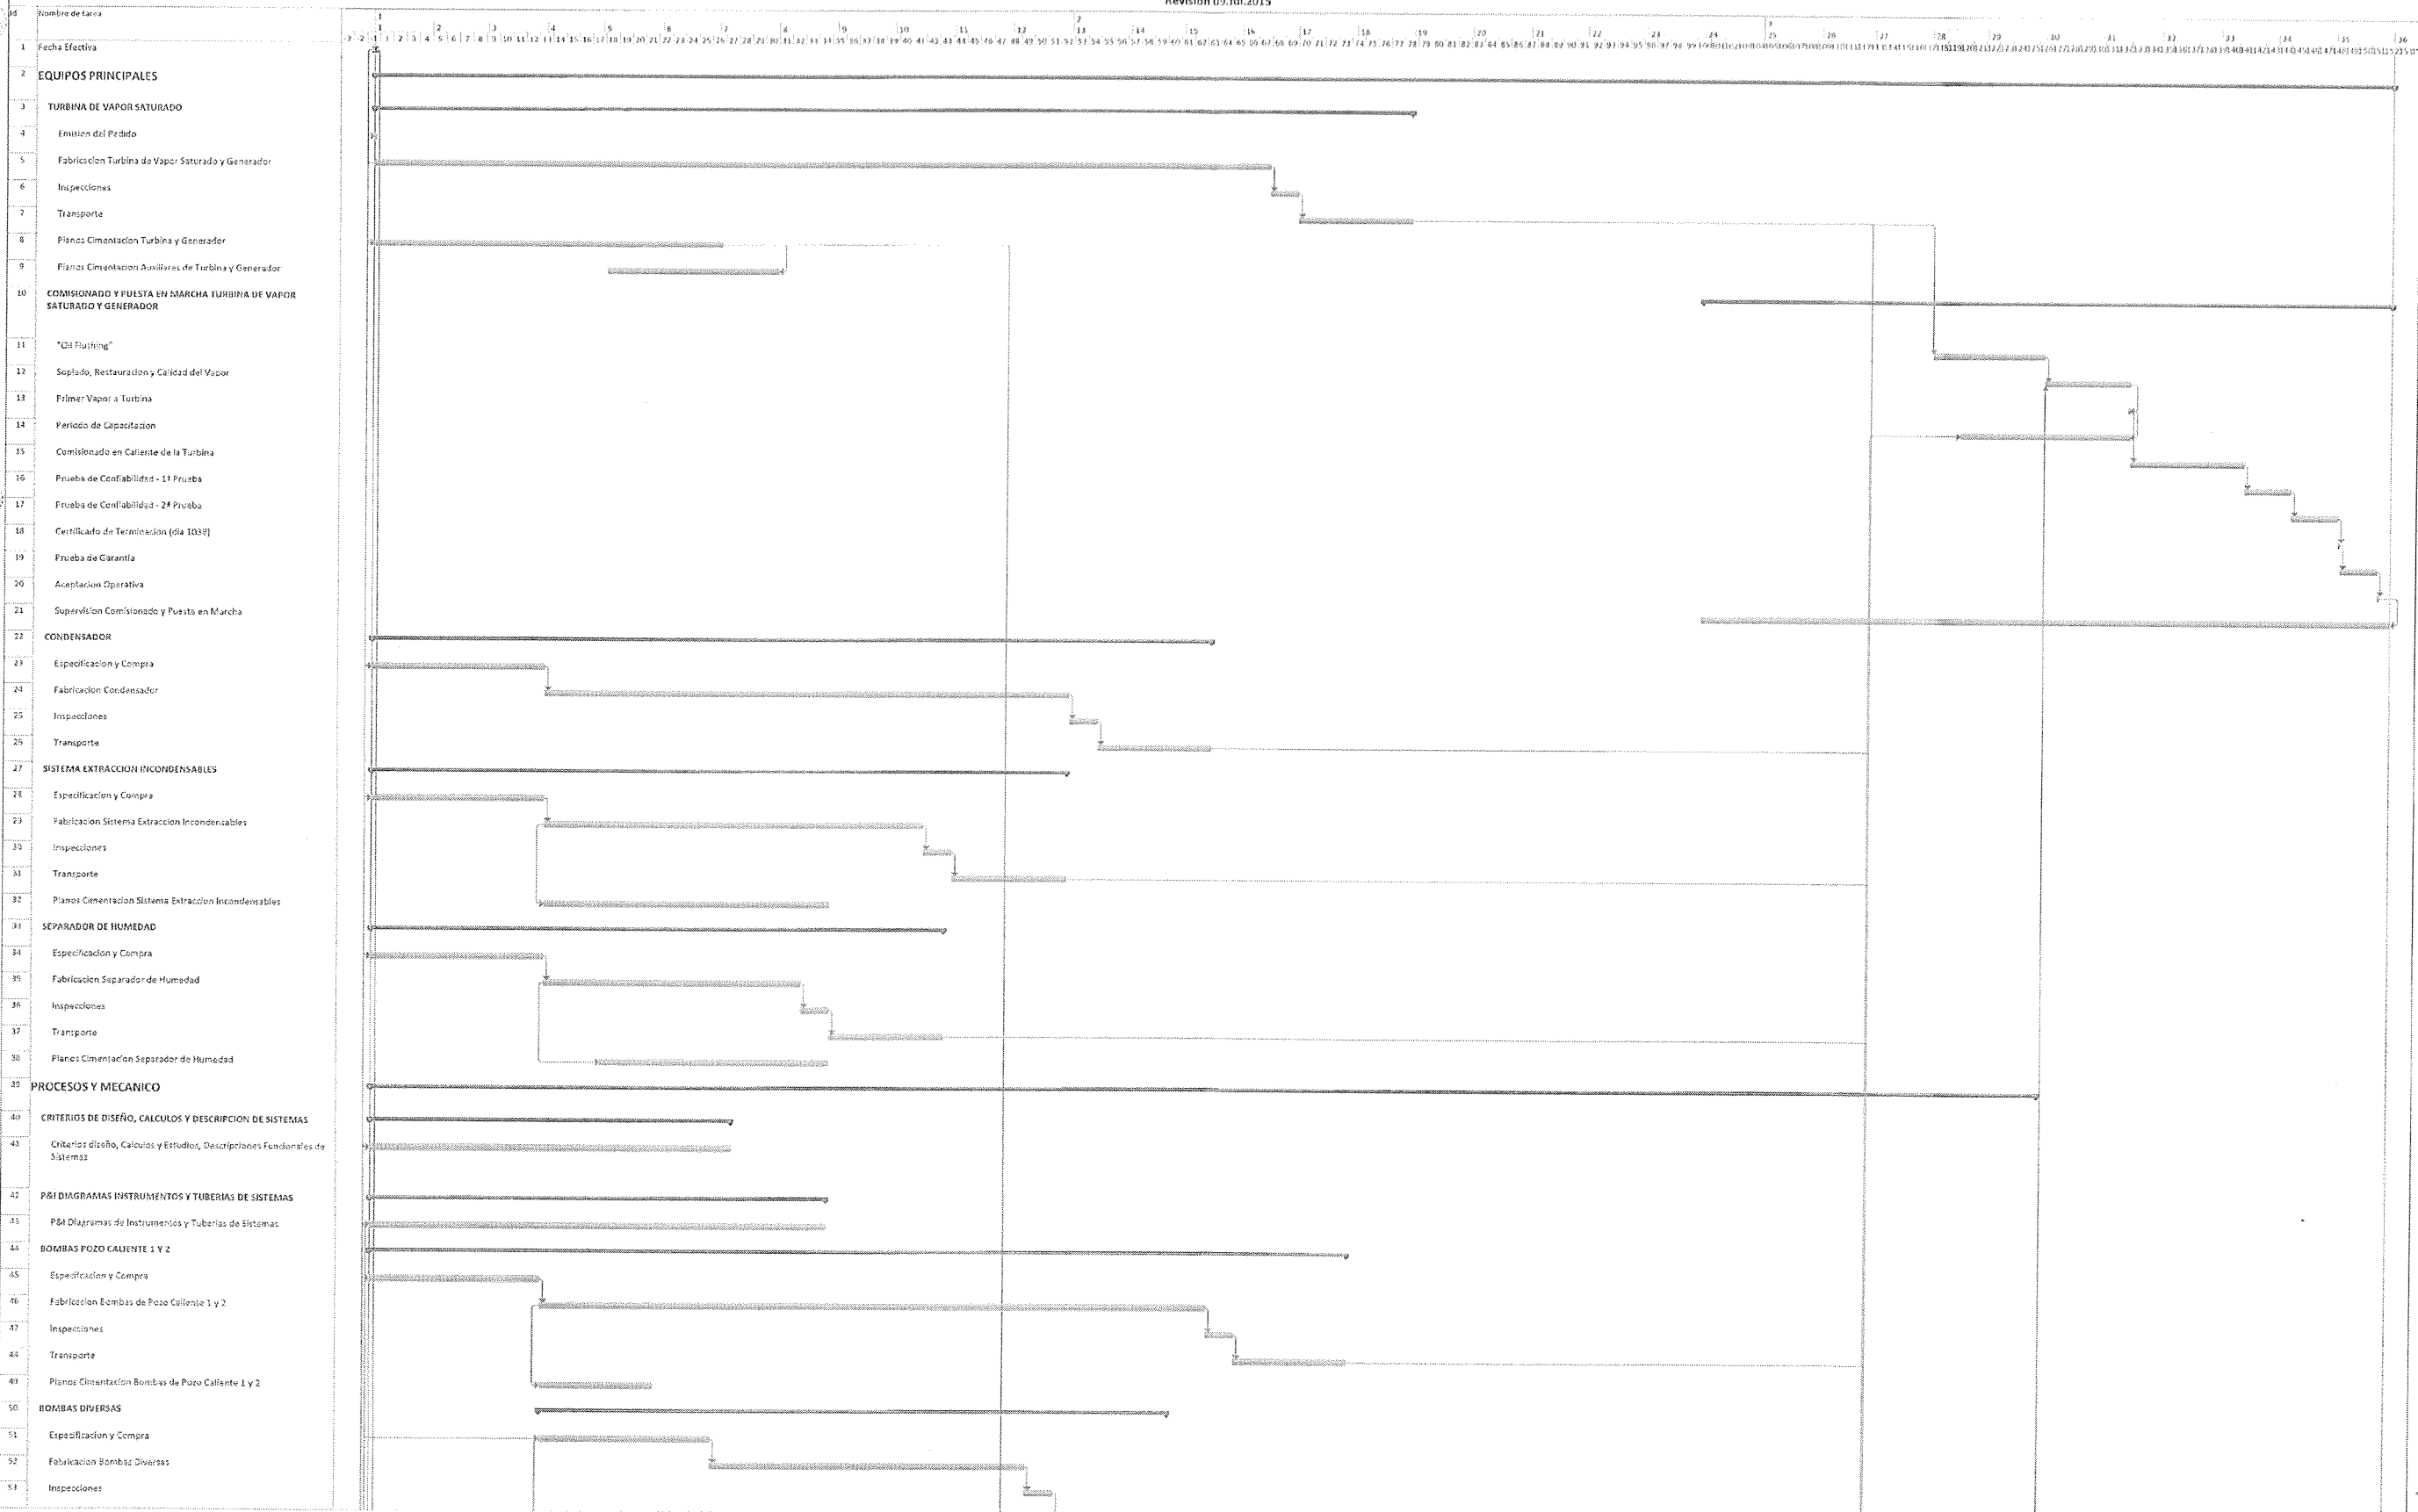 Revisión 09.Jul.2015
Id Nombre de tarea
1 Fecha Efectiva
2 EQUIPOS PRINCIPALES
3 TURBINA DE VAPOR SATURADO
4 Emision del Pedido
5 Fabricacion Turbina de Vapor Saturado y Generador
6 Inspecciones
7 Transporte
8 Planos Cimentacion Turbina y Generador
9 Planos Cimentacion Auxiliares de Turbina y Generador
10 COMISIONADO Y PUESTA EN MARCHA TURBINA DE VAPOR
SATURADO Y GENERADOR
11 "Oil Flushing"
12 Soplado, Restauracion y Calidad del Vapor
13 Primer Vapor a Turbina
14 Periodo de Capacitacion
15 Comisionado en Caliente de la Turbina
16 Prueba de Confiabilidad - 1ª Prueba
17 Prueba de Confiabilidad - 2ª Prueba
18 Certificado de Terminacion (dia 1038)
19 Prueba de Garantia
20 Aceptacion Operativa
21 Supervision Comisionado y Puesta en Marcha
22 CONDENSADOR
23 Especificacion y Compra
24 Fabricacion Condensador
25 Inspecciones
26 Transporte
27 SISTEMA EXTRACCION INCONDENSABLES
28 Especificacion y Compra
29 Fabricacion Sistema Extraccion Incondensables
30 Inspecciones
31 Transporte
32 Planos Cimentacion Sistema Extraccion Incondensables
33 SEPARADOR DE HUMEDAD
34 Especificacion y Compra
35 Fabricacion Separador de Humedad
36 Inspecciones
37 Transporte
38 Planos Cimentacion Separador de Humedad
39 PROCESOS Y MECANICO
40 CRITERIOS DE DISEÑO, CALCULOS Y DESCRIPCION DE SISTEMAS
41 Criterios diseño, Calculos y Estudios, Descripciones Funcionales de
Sistemas
42 P&I DIAGRAMAS INSTRUMENTOS Y TUBERIAS DE SISTEMAS
43 P&I Diagramas de Instrumentos y Tuberias de Sistemas
44 BOMBAS POZO CALIENTE 1 Y 2
45 Especificacion y Compra
46 Fabricacion Bombas de Pozo Caliente 1 y 2
47 Inspecciones
48 Transporte
49 Planos Cimentacion Bombas de Pozo Caliente 1 y 2
50 BOMBAS DIVERSAS
51 Especificacion y Compra
52 Fabricacion Bombas Diversas
53 Inspecciones